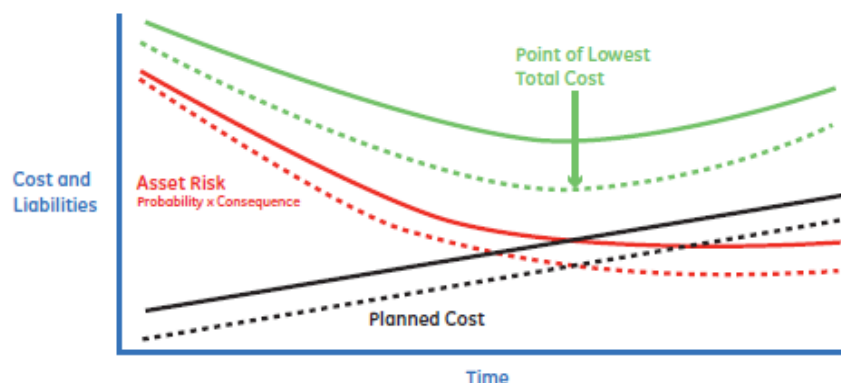 Point of Lowest
Total Cost
Cost and
Liabilities
Asset Risk
Probability x Consequence
Planned Cost
Time